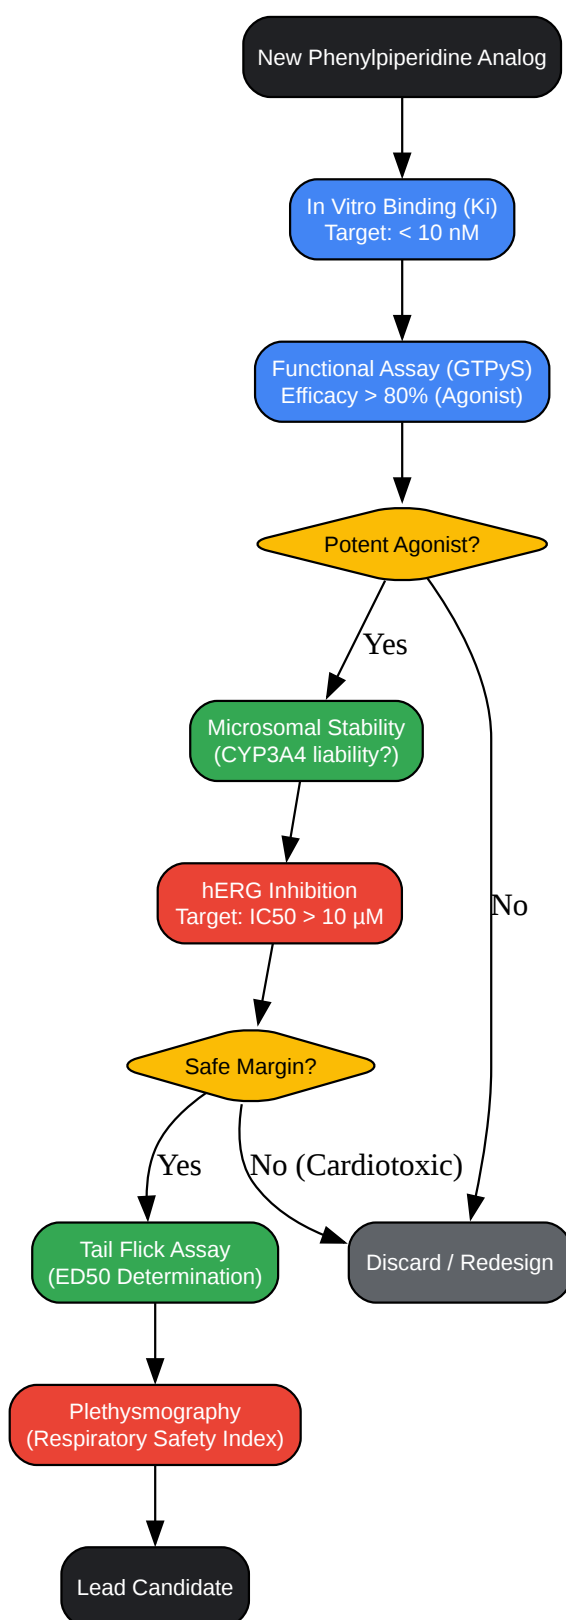 New Phenylpiperidine Analog
In Vitro Binding (Ki)
Target: < 10 nM
Functional Assay (GTPyS)
Efficacy > 80% (Agonist)
Potent Agonist?
Yes
Microsomal Stability
(CYP3A4 liability?)
hERG Inhibition
Target: IC50 > 10 µM
No
Safe Margin?
Yes
No (Cardiotoxic)
Tail Flick Assay
(ED50 Determination)
Discard / Redesign
Plethysmography
(Respiratory Safety Index)
Lead Candidate